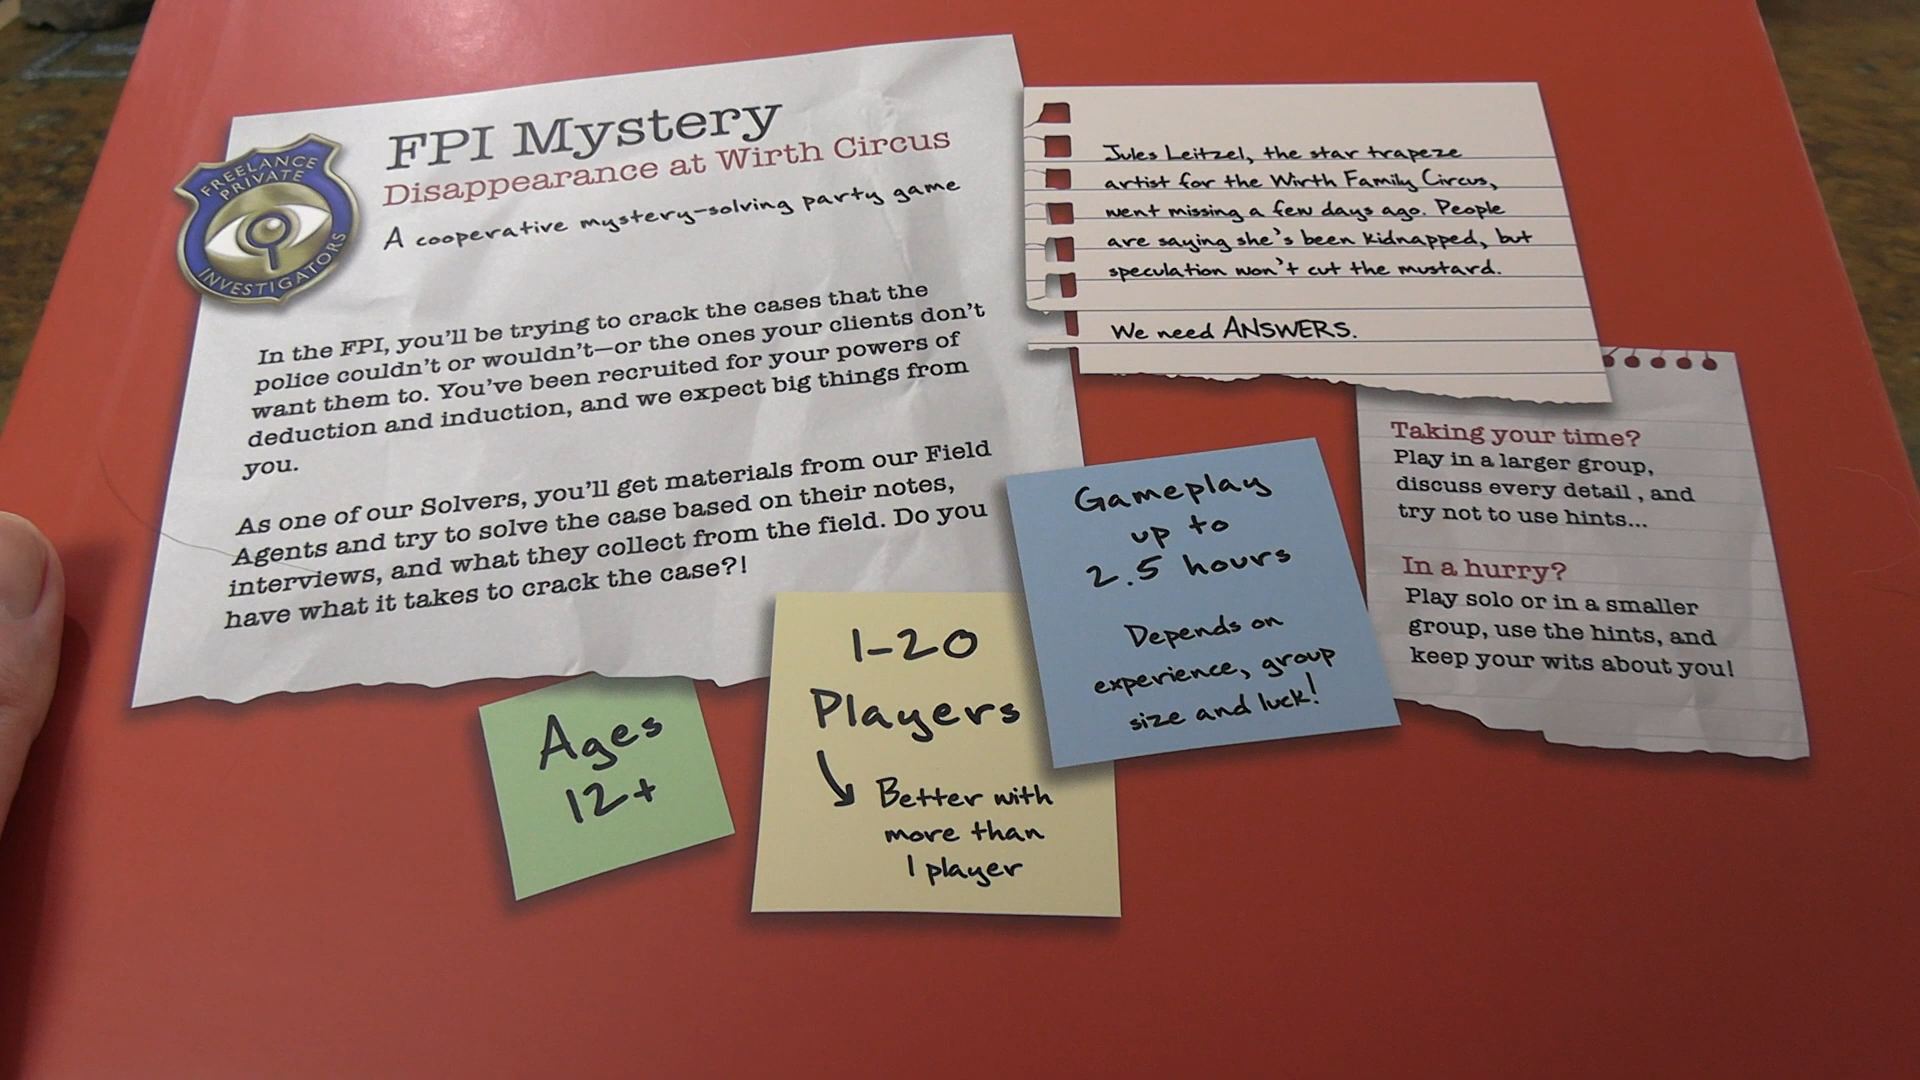 FREELANCE
PRIVATE
INVESTIGATORS
FPI Mystery
Disappearance at Wirth Circus
A cooperative mystery-solving party game
In the FPI, you'll be trying to crack the cases that the
police couldn't or wouldn't—or the ones your clients don't
want them to. You've been recruited for your powers of
deduction and induction, and we expect big things from
you.
As one of our Solvers, you'll get materials from our Field
Agents and try to solve the case based on their notes,
interviews, and what they collect from the field. Do you
have what it takes to crack the case?!
Jules Leitzel, the star trapeze
artist for the Wirth Family Circus,
went missing a few days ago. People
are saying she's been kidnapped, but
speculation won't cut the mustard.
We need ANSWERS.
Taking your time?
Play in a larger group,
discuss every detail , and
try not to use hints...
In a hurry?
Play solo or in a smaller
group, use the hints, and
keep your wits about you!
Gameplay
up to
2.5 hours
Depends on
experience, group
size and luck!
1-20
Players
Better with
more than
1 player
Ages
12+